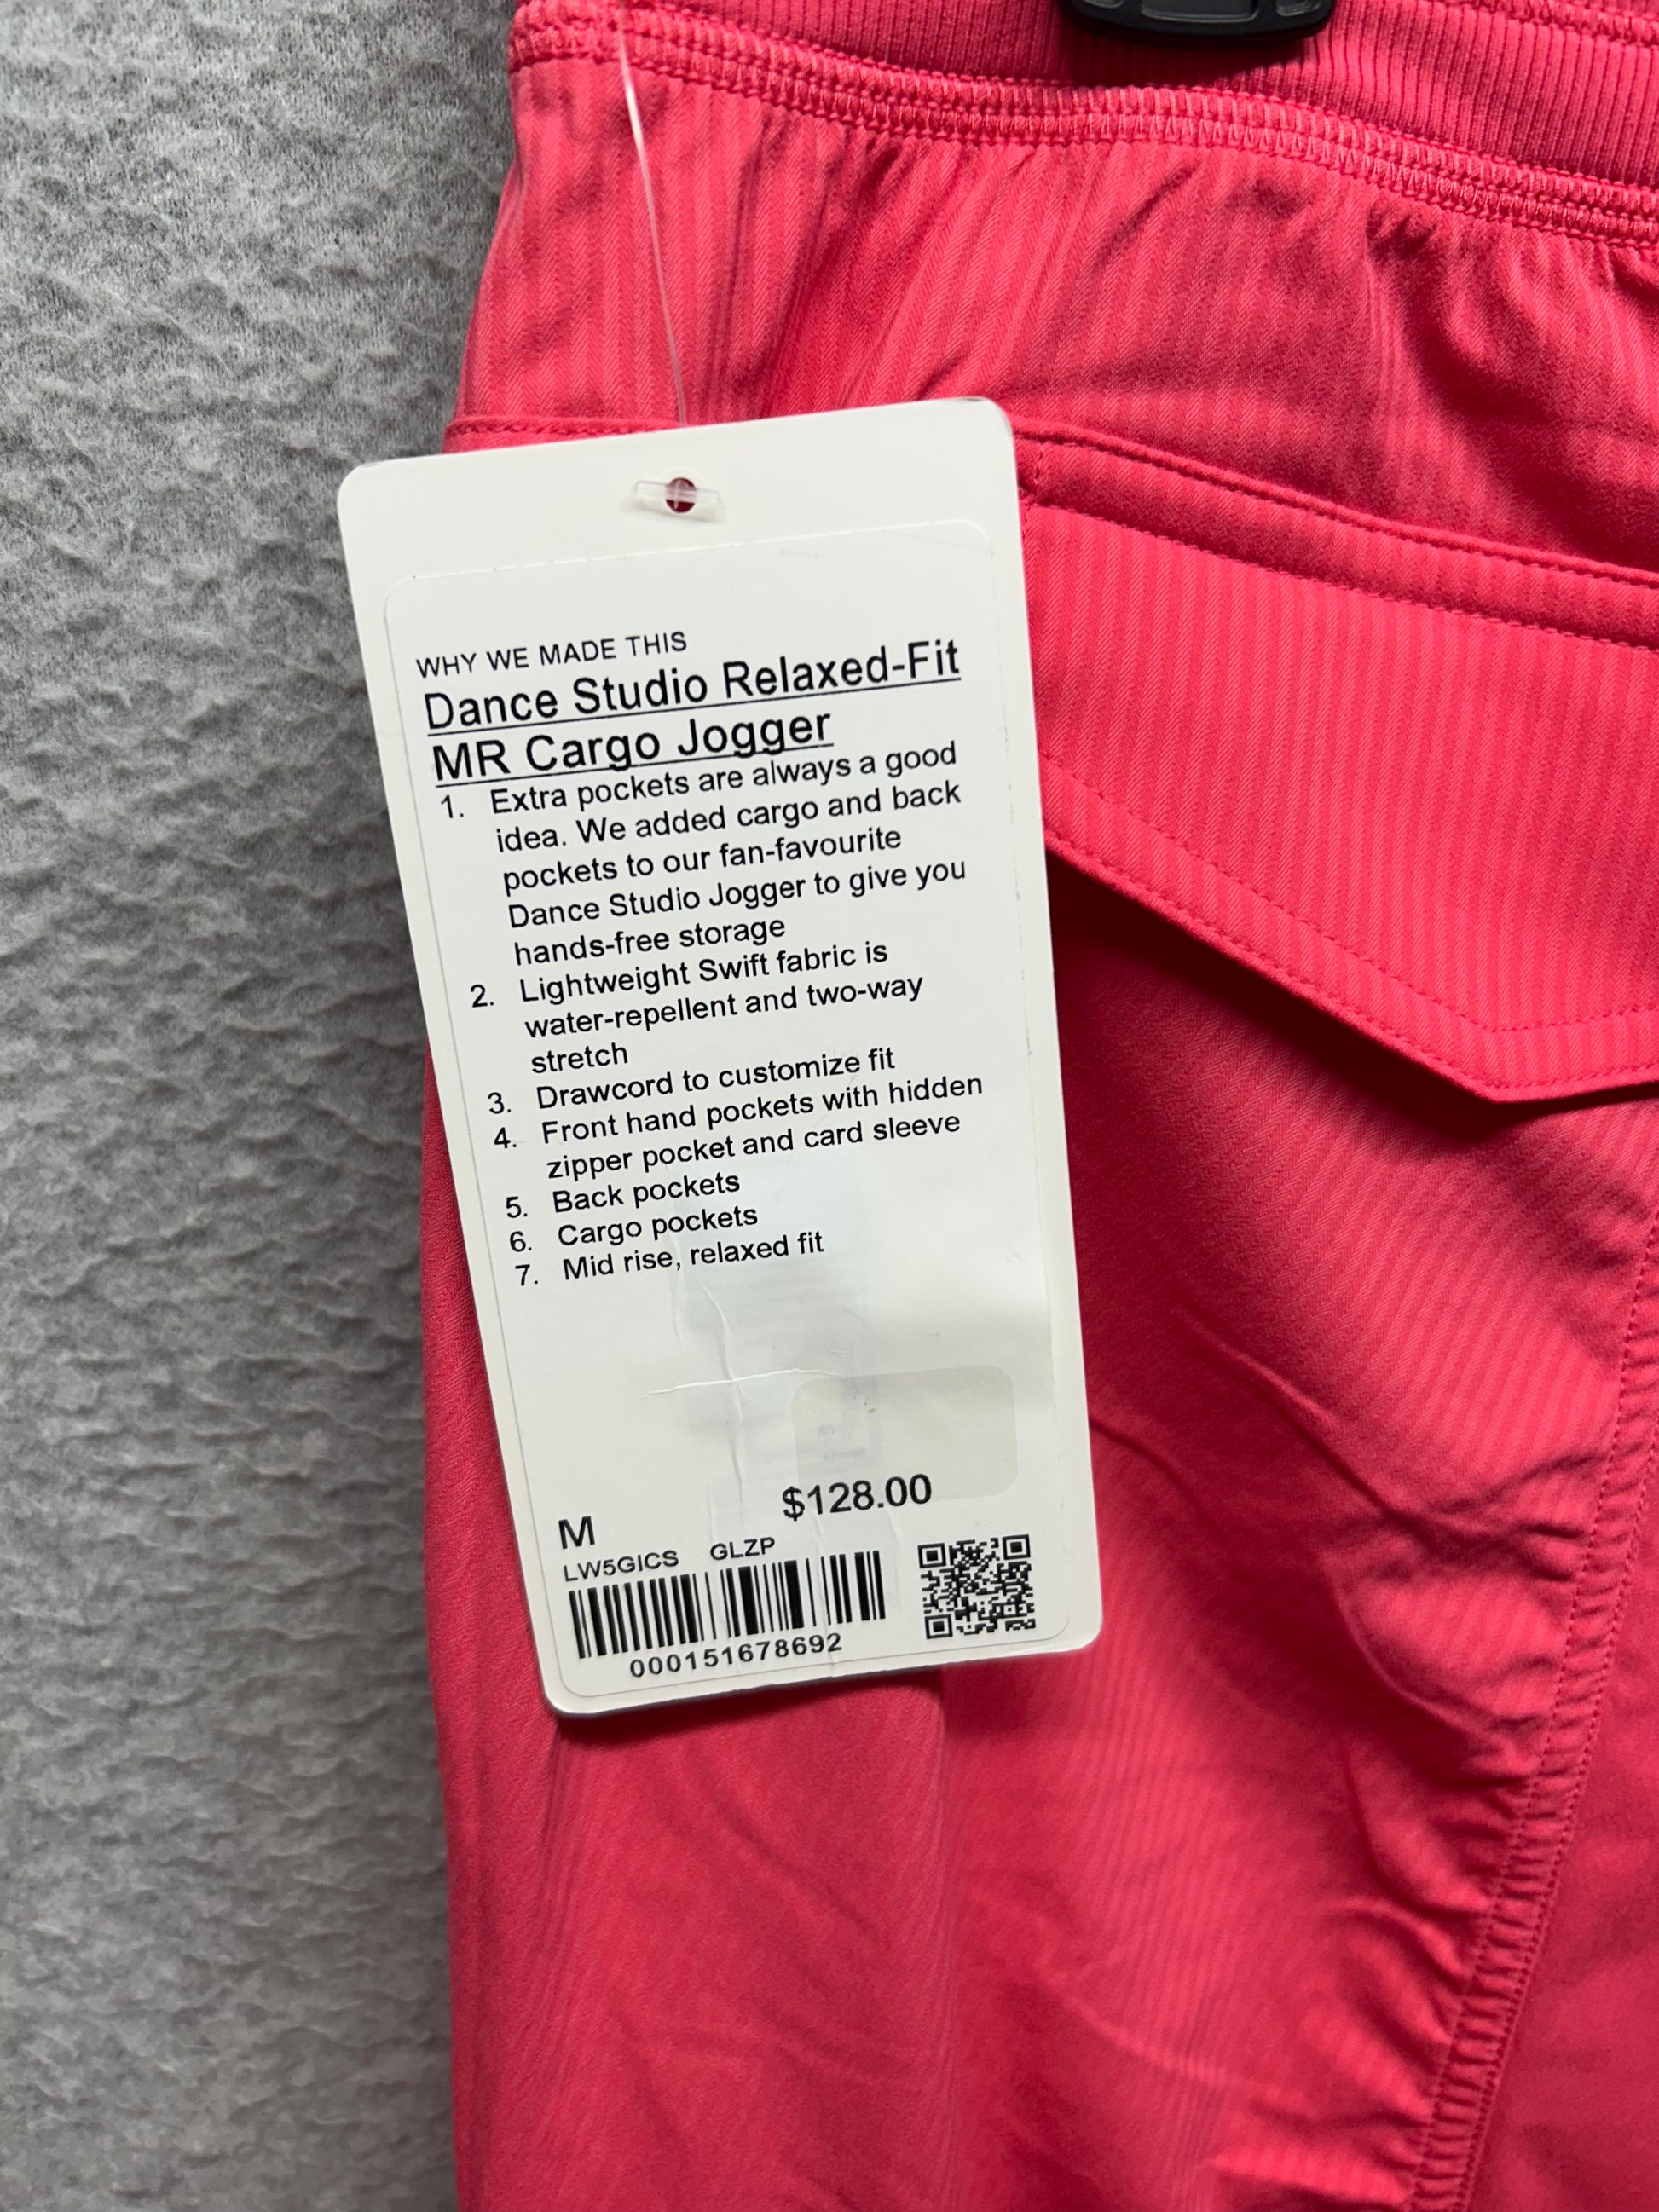 WHY WE MADE THIS
Dance Studio Relaxed-Fit
MR Cargo Jogger
1. Extra pockets are always a good
idea. We added cargo and back
pockets to our fan-favourite
Dance Studio Jogger to give you
hands-free storage
2. Lightweight Swift fabric is
water-repellent and two-way
stretch
3. Drawcord to customize fit
4. Front hand pockets with hidden
zipper pocket and card sleeve
5. Back pockets
6. Cargo pockets
7. Mid rise, relaxed fit
M $128.00
LW5GICS GLZP
000151678692